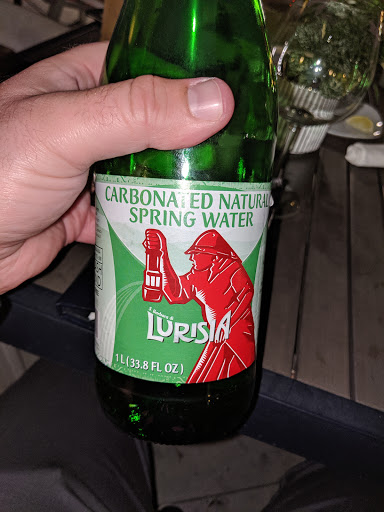 CARBONATED NATURAL
SPRING WATER
LURISIA
1 L (33.8 FL OZ)